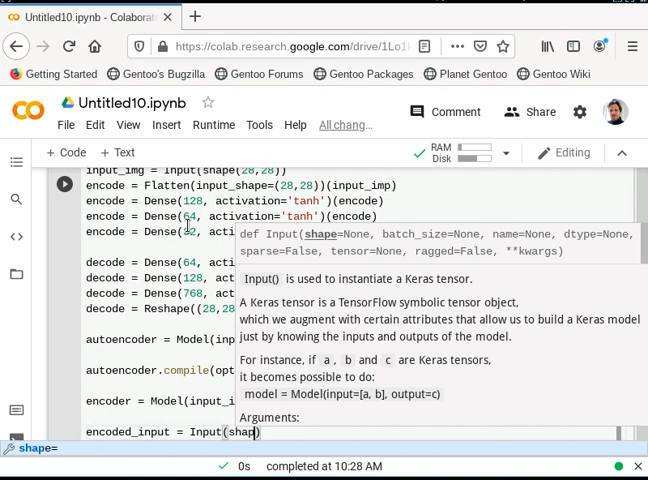 Untitled10.ipynb - Colaborato
https://colab.research.google.com/drive/1Lo1
Getting Started Gentoo's Bugzilla Gentoo Forums Gentoo Packages Planet Gentoo Gentoo Wiki
Untitled10.ipynb
Comment Share
File Edit View Insert Runtime Tools Help All chang...
+ Code + Text RAM Disk Editing
input_img = Input(shape(28,28))
encode = Flatten(input_shape=(28,28))(input_imp)
encode = Dense(128, activation='tanh')(encode)
encode = Dense(64, activation='tanh')(encode)
encode = Dense(32, acti
def Input(shape=None, batch_size=None, name=None, dtype=None,
sparse=False, tensor=None, ragged=False, **kwargs)
decode = Dense(64, act
decode = Dense(128, act
decode = Dense(768, act
decode = Reshape((28,28
Input() is used to instantiate a Keras tensor.
A Keras tensor is a TensorFlow symbolic tensor object,
which we augment with certain attributes that allow us to build a Keras model
just by knowing the inputs and outputs of the model.
autoencoder = Model(inp
For instance, if a, b and c are Keras tensors,
it becomes possible to do:
model = Model(input=[a, b], output=c)
autoencoder.compile(opt
encoder = Model(input_i
Arguments:
encoded_input = Input(shap)
shape=
0s completed at 10:28 AM